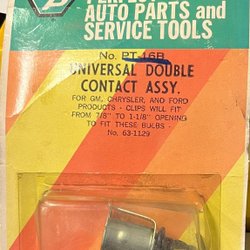 PERFECT
AUTO PARTS and
SERVICE TOOLS
No. PT-16B
UNIVERSAL DOUBLE
CONTACT ASSY.
FOR GM, CHRYSLER, AND FORD
PRODUCTS - CLIPS WILL FIT
FROM 7/8" TO 1-1/8" OPENING
TO FIT THESE BULBS -
No. 63-1129